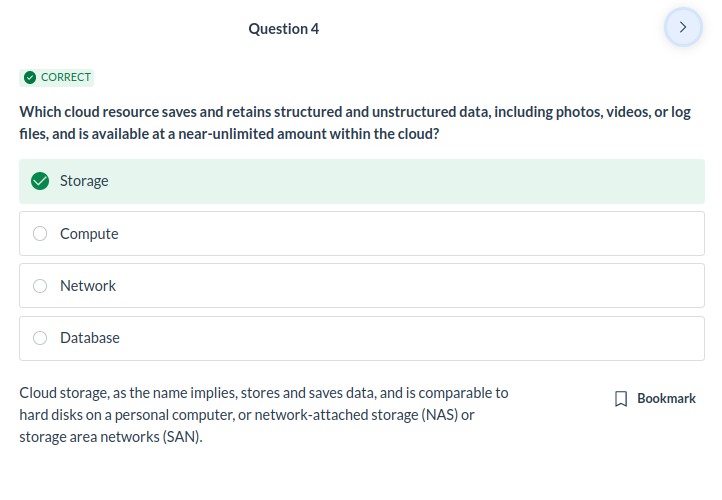 Question 4
CORRECT
Which cloud resource saves and retains structured and unstructured data, including photos, videos, or log
files, and is available at a near-unlimited amount within the cloud?
Storage
Compute
Network
Database
Cloud storage, as the name implies, stores and saves data, and is comparable to
hard disks on a personal computer, or network-attached storage (NAS) or
storage area networks (SAN).
Bookmark